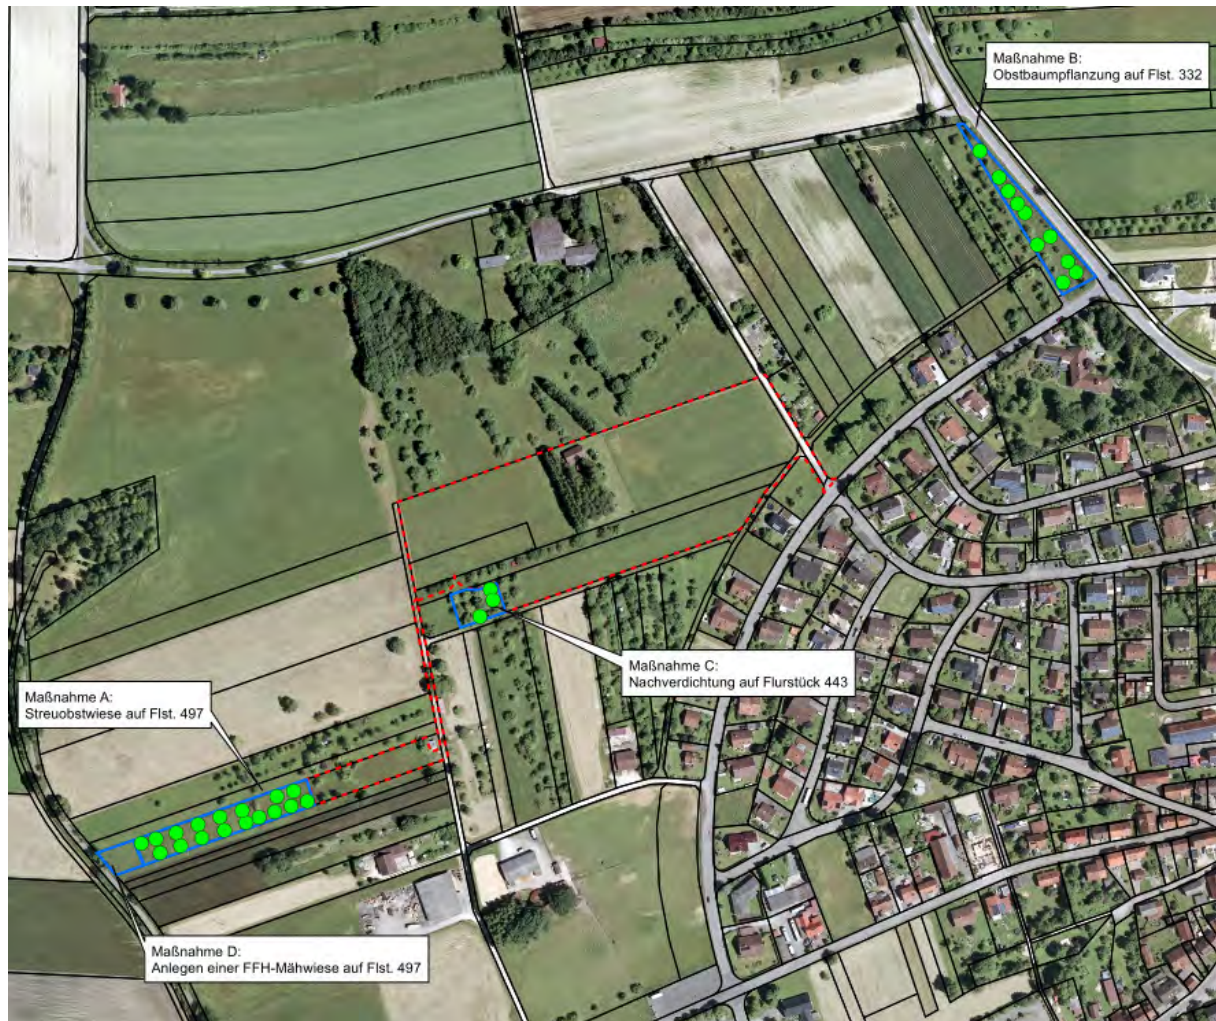 Maßnahme B:
Obstbaumpflanzung auf Flst. 332
Maßnahme C:
Nachverdichtung auf Flurstück 443
Maßnahme A:
Streuobstwiese auf Flst. 497
Maßnahme D:
Anlegen einer FFH-Mähwiese auf Flst. 497